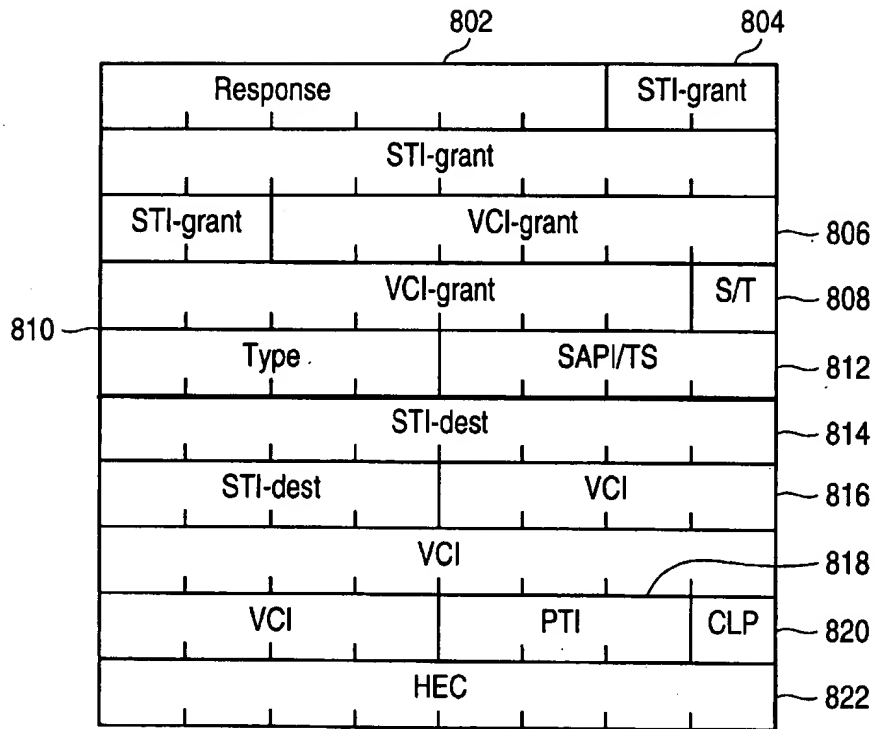 802 804
Response STI-grant
STI-grant
STI-grant VCI-grant 806
VCI-grant S/T 808
810 Type SAPI/TS 812
STI-dest 814
STI-dest VCI 816
VCI 818
VCI PTI CLP 820
HEC 822